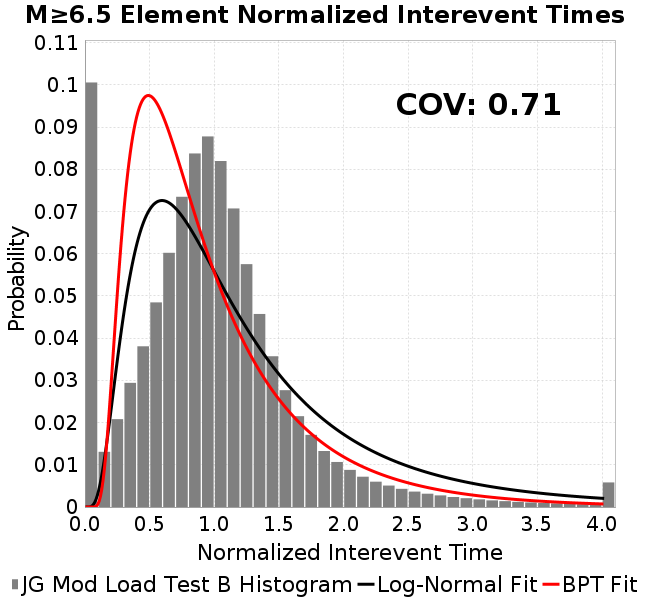 M≥6.5 Element Normalized Interevent Times
COV: 0.71
Probability
0.11
0.1
0.09
0.08
0.07
0.06
0.05
0.04
0.03
0.02
0.01
0
0.0 0.5 1.0 1.5 2.0 2.5 3.0 3.5 4.0
Normalized Interevent Time
JG Mod Load Test B Histogram Log-Normal Fit BPT Fit